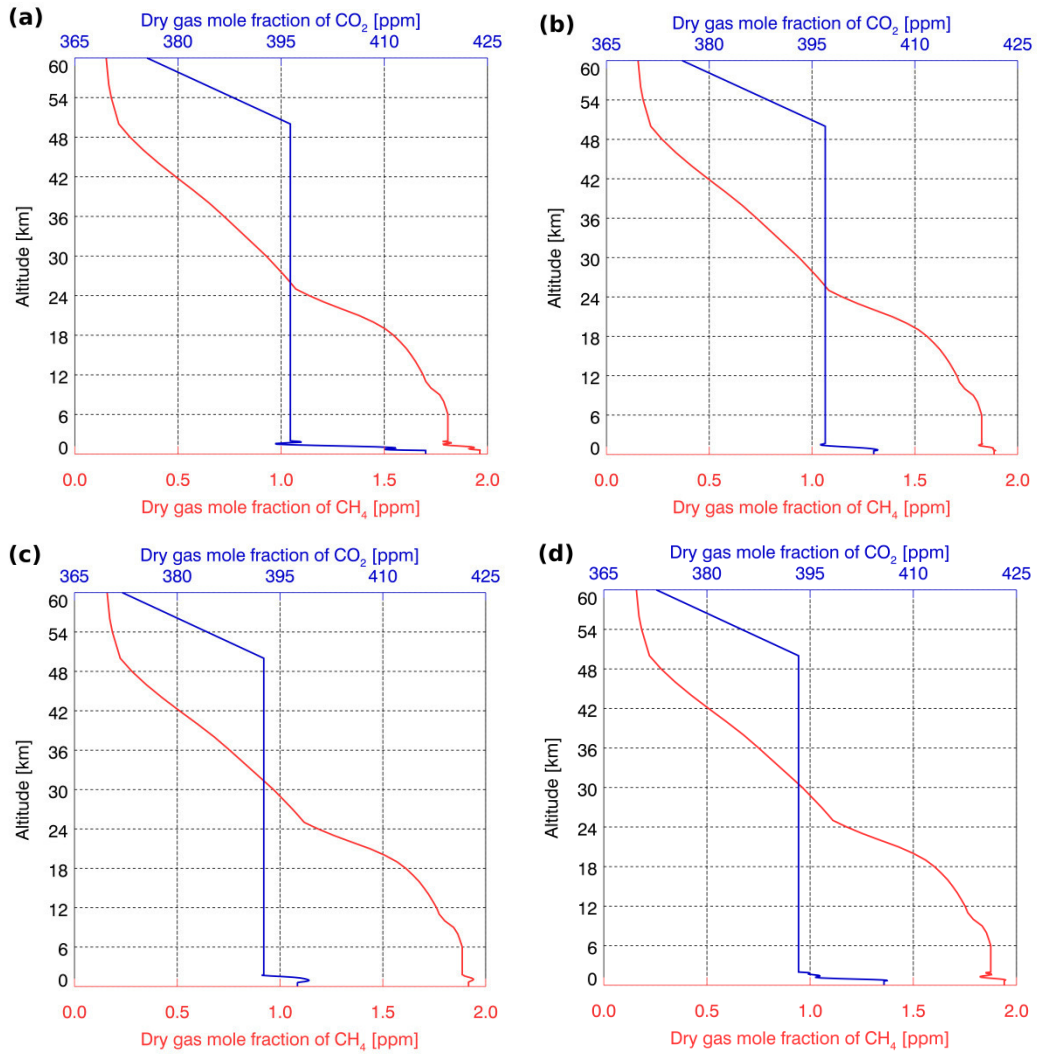 (a)
Dry gas mole fraction of CO₂ [ppm]
365 380 395 410 425
Altitude [km]
60
54
48
42
36
30
24
18
12
6
0
0.0 0.5 1.0 1.5 2.0
Dry gas mole fraction of CH₄ [ppm]
(b)
Dry gas mole fraction of CO₂ [ppm]
365 380 395 410 425
Altitude [km]
60
54
48
42
36
30
24
18
12
6
0
0.0 0.5 1.0 1.5 2.0
Dry gas mole fraction of CH₄ [ppm]
(c)
Dry gas mole fraction of CO₂ [ppm]
365 380 395 410 425
Altitude [km]
60
54
48
42
36
30
24
18
12
6
0
0.0 0.5 1.0 1.5 2.0
Dry gas mole fraction of CH₄ [ppm]
(d)
Dry gas mole fraction of CO₂ [ppm]
365 380 395 410 425
Altitude [km]
60
54
48
42
36
30
24
18
12
6
0
0.0 0.5 1.0 1.5 2.0
Dry gas mole fraction of CH₄ [ppm]